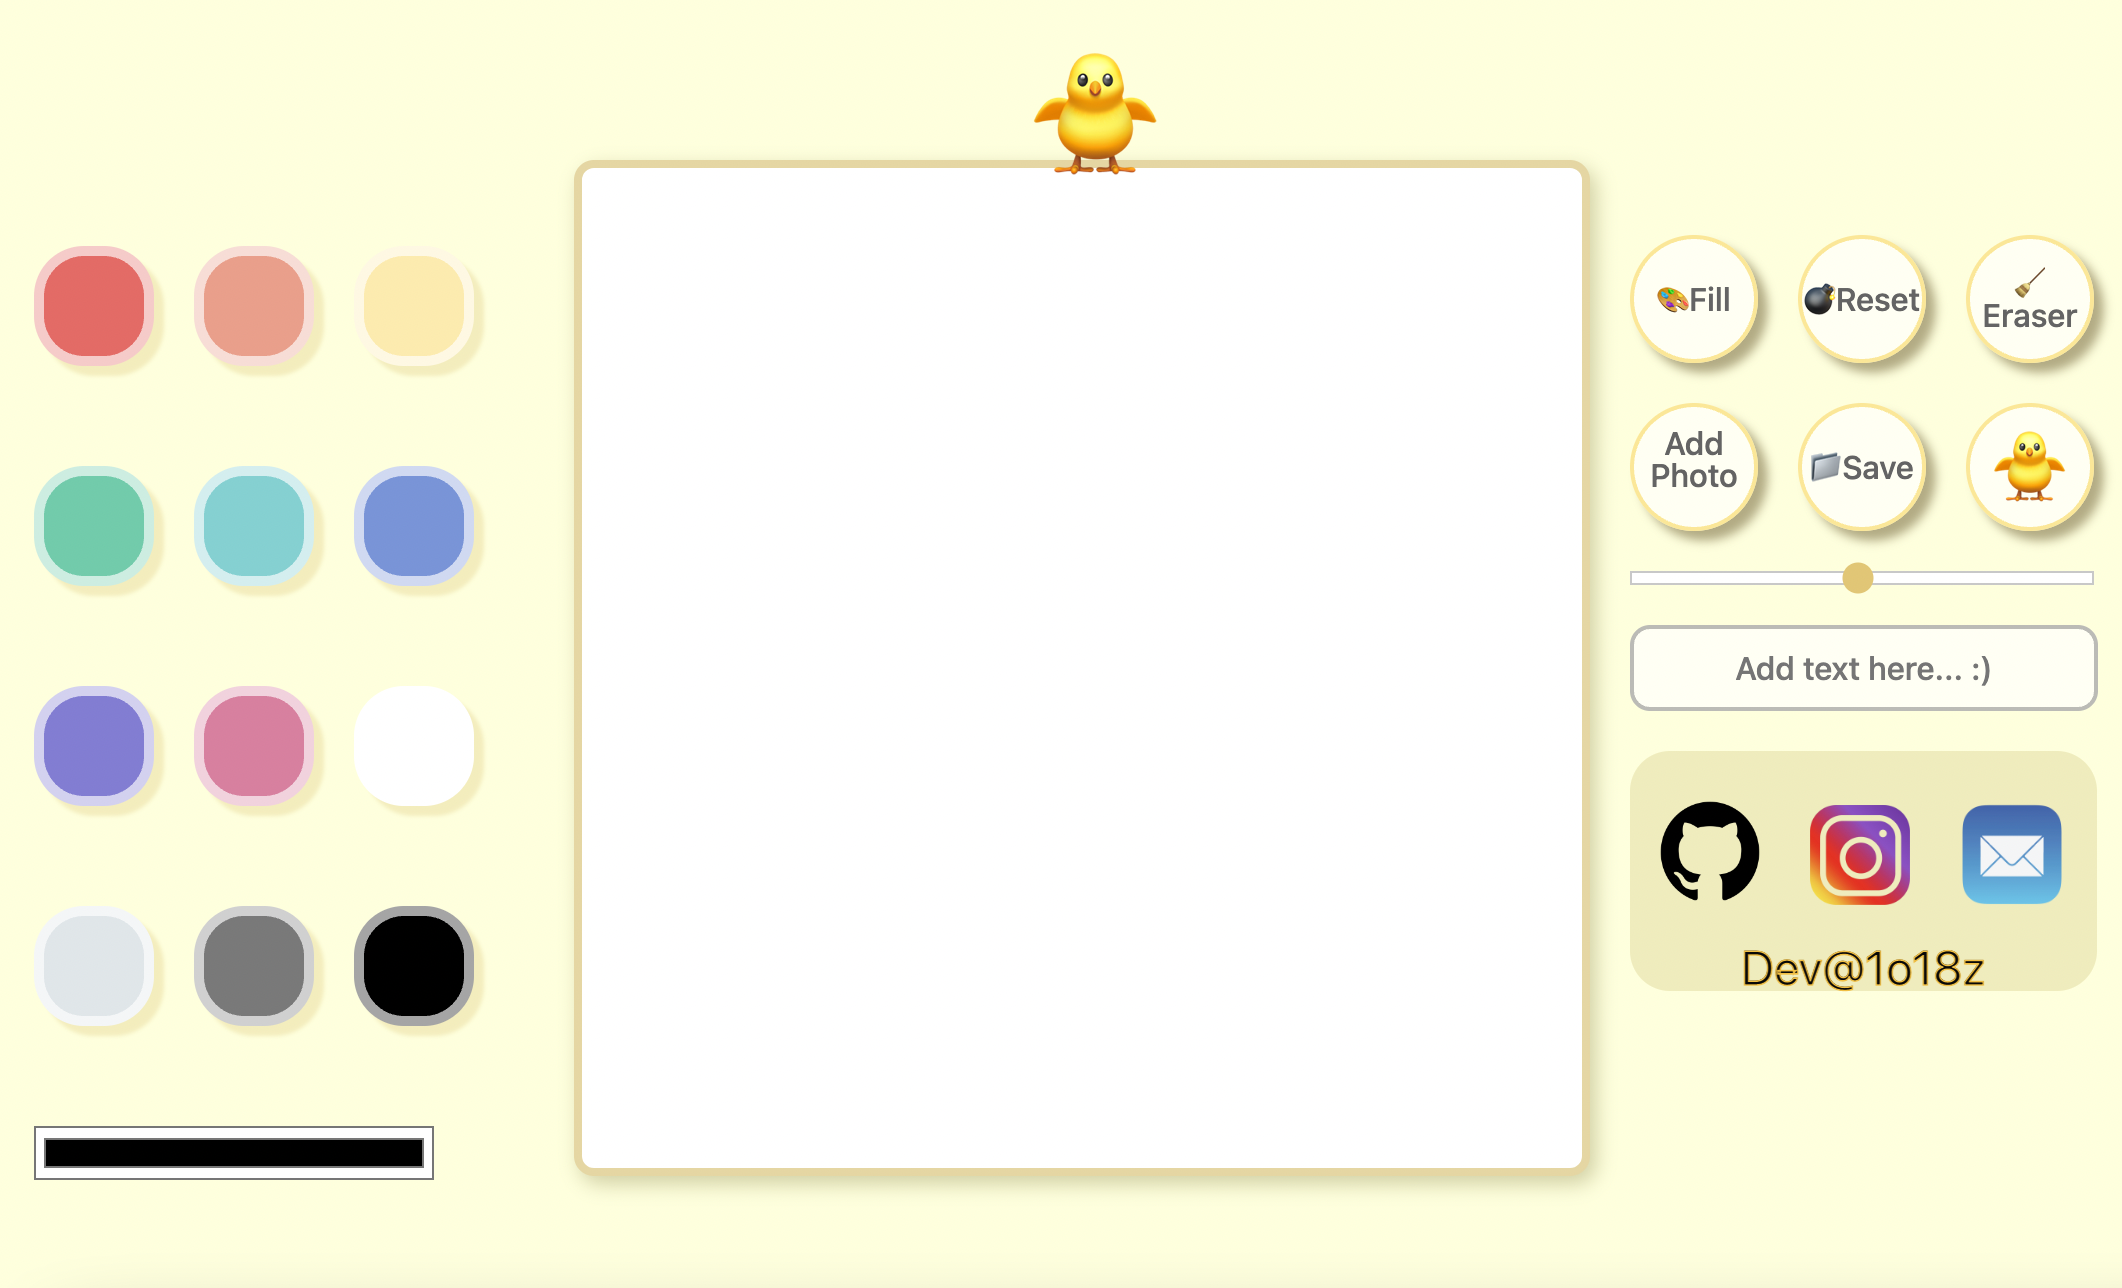 Fill
Reset
Eraser
Add
Photo
Save
Add text here... :)
Dev@1o18z